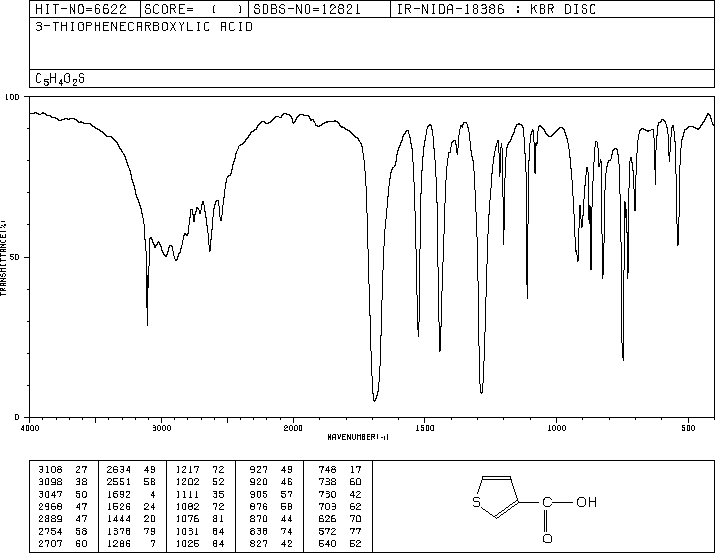 HIT-NO=6622 SCORE= ( ) SDBS-NO=12821 IR-NIDA-18386 : KBR DISC
3-THIOPHENECARBOXYLIC ACID
C5H4O2S
100
50
0
TRANSMITTANCE(%)
4000 3000 2000 1500 1000 500
WAVENUMBER(-1)
3108 27 2634 49 1217 72 927 49 748 17
3098 38 2551 58 1202 52 920 46 738 60
3047 50 1692 4 1111 35 905 57 730 42
2968 47 1526 24 1082 72 876 58 703 62
2889 47 1444 20 1076 81 870 44 626 70
2754 58 1378 79 1031 84 838 74 572 77
2707 60 1286 7 1025 84 827 42 540 52
S C OH
O